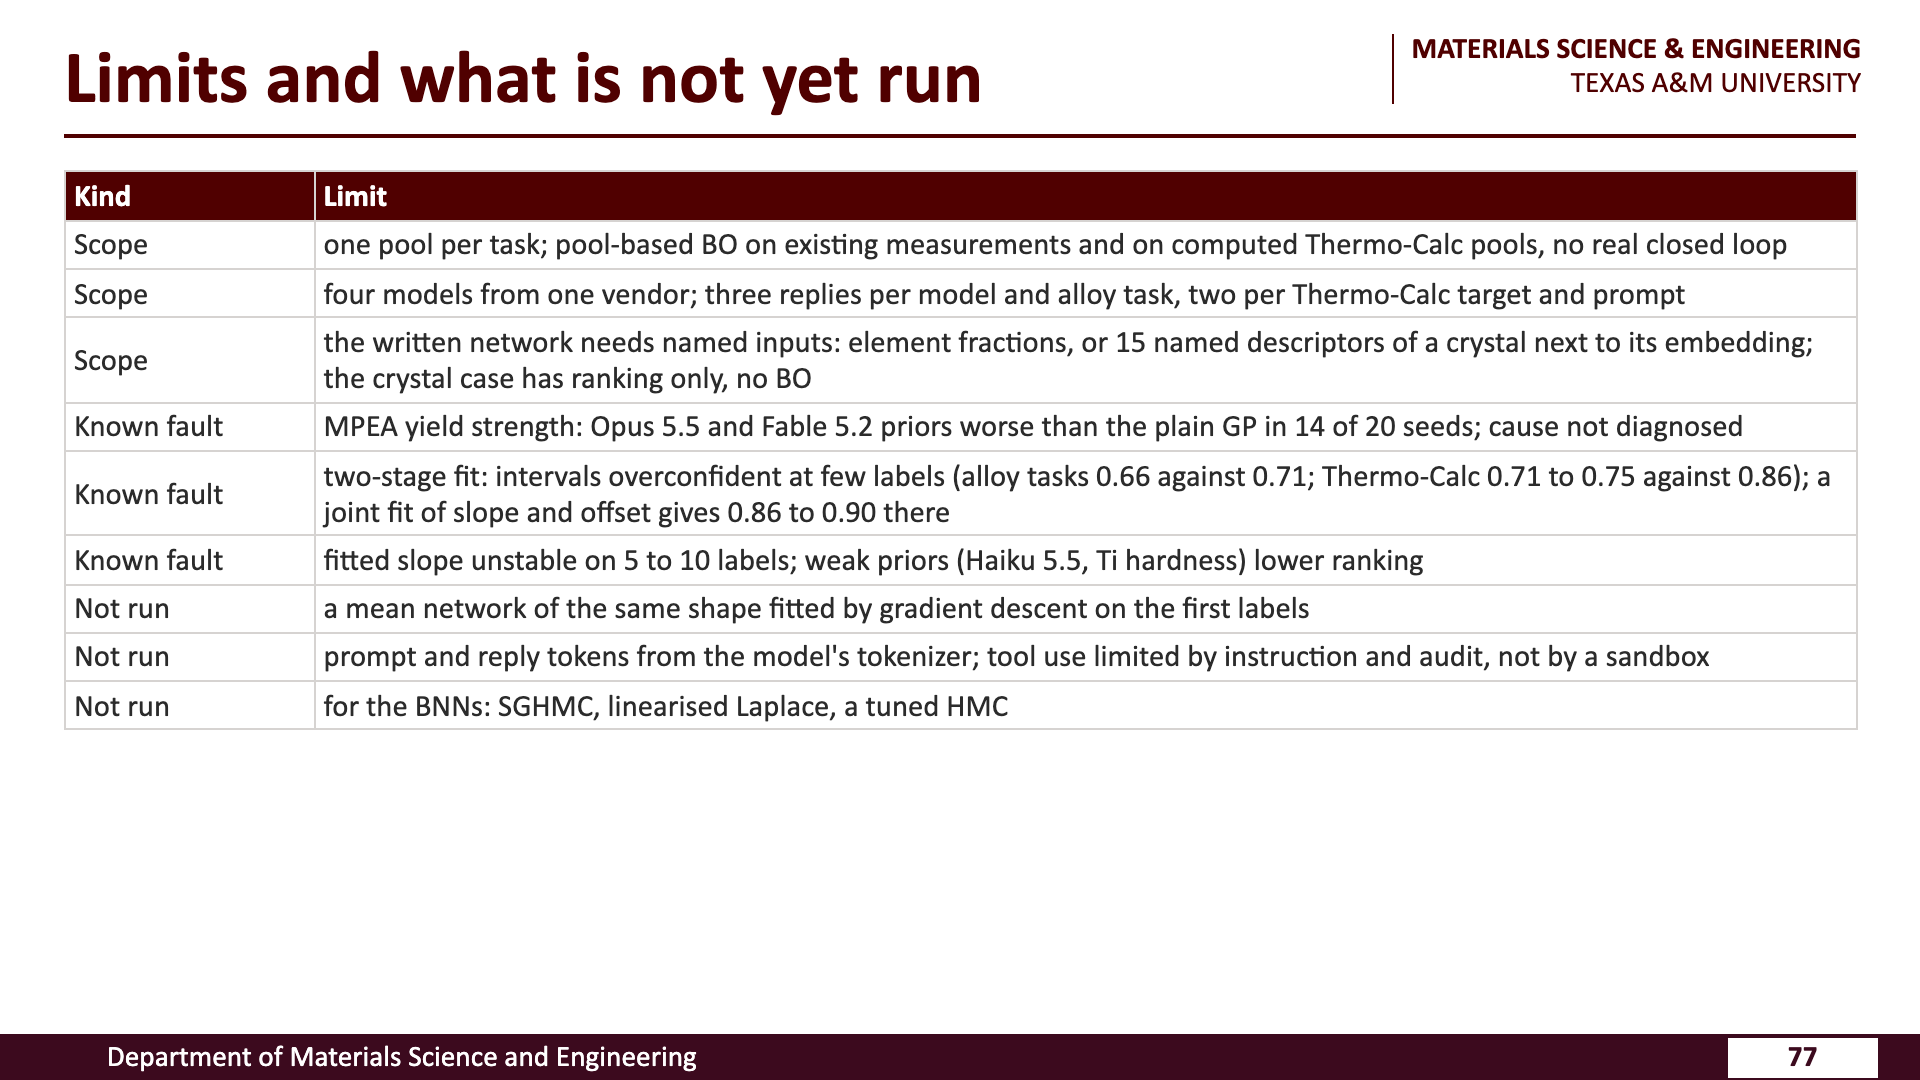 Limits and what is not yet run
MATERIALS SCIENCE & ENGINEERING
TEXAS A&M UNIVERSITY
Kind Limit
Scope one pool per task; pool-based BO on existing measurements and on computed Thermo-Calc pools, no real closed loop
Scope four models from one vendor; three replies per model and alloy task, two per Thermo-Calc target and prompt
Scope the written network needs named inputs: element fractions, or 15 named descriptors of a crystal next to its embedding;
the crystal case has ranking only, no BO
Known fault MPEA yield strength: Opus 5.5 and Fable 5.2 priors worse than the plain GP in 14 of 20 seeds; cause not diagnosed
Known fault two-stage fit: intervals overconfident at few labels (alloy tasks 0.66 against 0.71; Thermo-Calc 0.71 to 0.75 against 0.86); a
joint fit of slope and offset gives 0.86 to 0.90 there
Known fault fitted slope unstable on 5 to 10 labels; weak priors (Haiku 5.5, Ti hardness) lower ranking
Not run a mean network of the same shape fitted by gradient descent on the first labels
Not run prompt and reply tokens from the model's tokenizer; tool use limited by instruction and audit, not by a sandbox
Not run for the BNNs: SGHMC, linearised Laplace, a tuned HMC
Department of Materials Science and Engineering
77